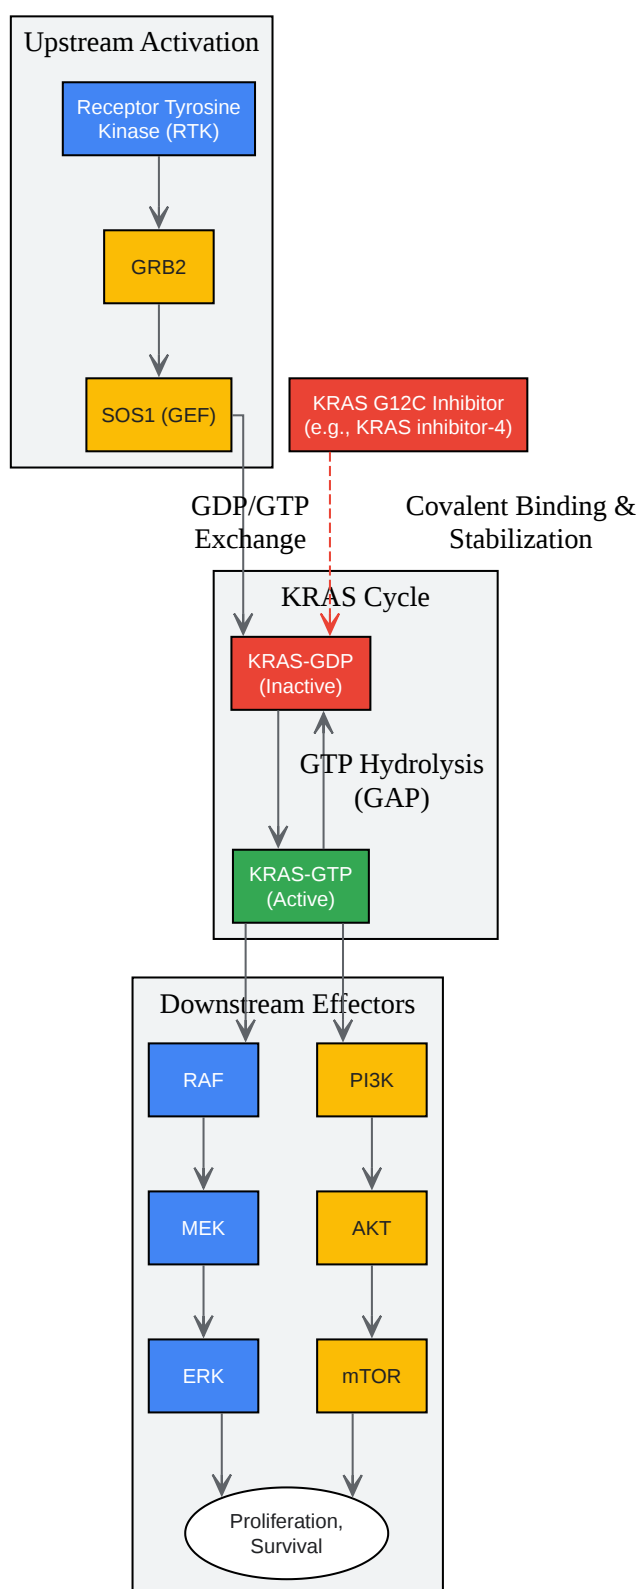 Upstream Activation
Receptor Tyrosine
Kinase (RTK)
GRB2
SOS1 (GEF)
KRAS G12C Inhibitor
(e.g., KRAS inhibitor-4)
GDP/GTP
Exchange
Covalent Binding &
Stabilization
KRAS Cycle
KRAS-GDP
(Inactive)
GTP Hydrolysis
(GAP)
KRAS-GTP
(Active)
Downstream Effectors
RAF
PI3K
MEK
AKT
ERK
mTOR
Proliferation,
Survival